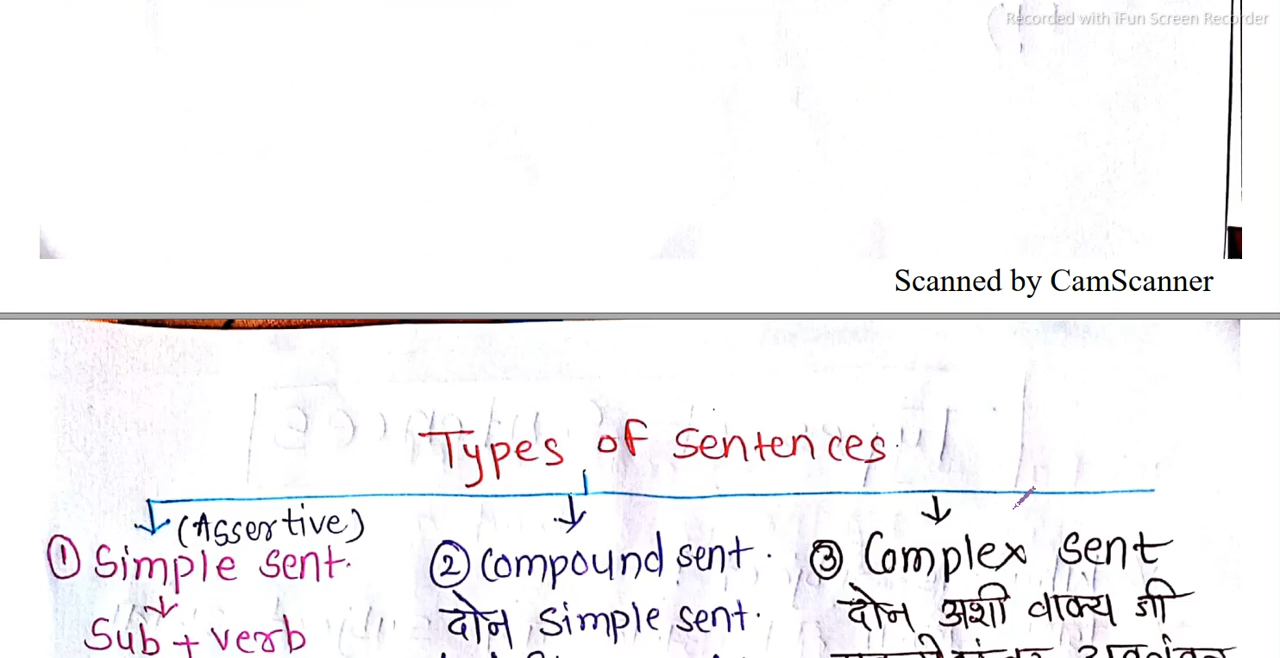 Recorded with iFun Screen Recorder
Scanned by CamScanner
Types of Sentences.
(Assertive)
① Simple sent.
Sub + verb
② Compound sent.
दोन simple sent.
③ Complex sent
दोन अशी वाक्य जी